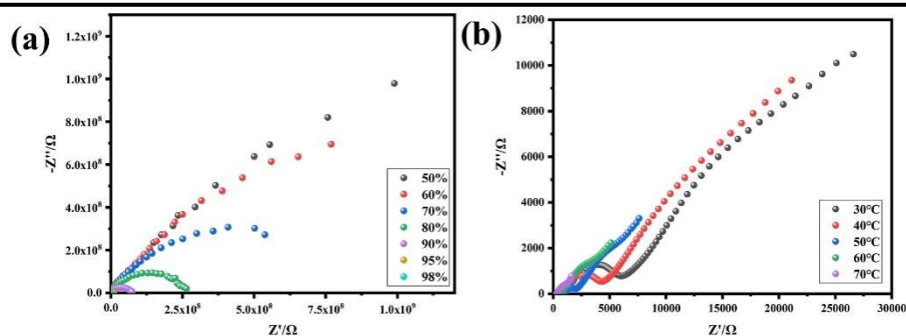 (a)
-Z''/Ω
1.2x10⁹
1.0x10⁹
8.0x10⁸
6.0x10⁸
4.0x10⁸
2.0x10⁸
0.0
50%
60%
70%
80%
90%
95%
98%
0.0 2.5x10⁸ 5.0x10⁸ 7.5x10⁸ 1.0x10⁹
Z'/Ω
(b)
-Z''/Ω
12000
10000
8000
6000
4000
2000
0
30°C
40°C
50°C
60°C
70°C
0 5000 10000 15000 20000 25000 30000
Z'/Ω